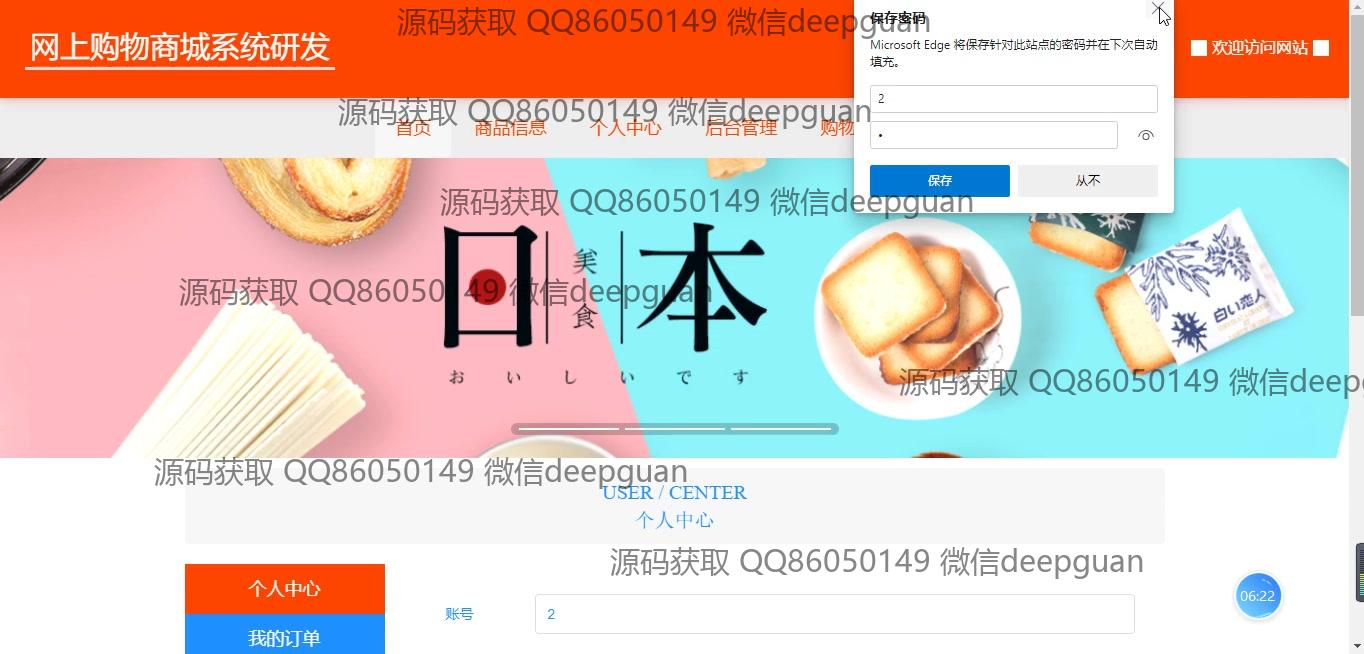 源码获取 QQ86050149 微信deepguan
保存密码
网上购物商城系统研发
Microsoft Edge 将保存针对此站点的密码并在下次自动
填充。
欢迎访问网站
2
•
源码获取 QQ86050149 微信deepguan
首页 商品信息 个人中心 后台管理 购物
保存 从不
源码获取 QQ86050149 微信deepguan
日 美食 本
源码获取 QQ86050149 微信deepguan
白い恋人
おいしいです
源码获取 QQ86050149 微信deepg
源码获取 QQ86050149 微信deepguan
USER / CENTER
个人中心
源码获取 QQ86050149 微信deepguan
个人中心
06:22
账号 2
我的订单